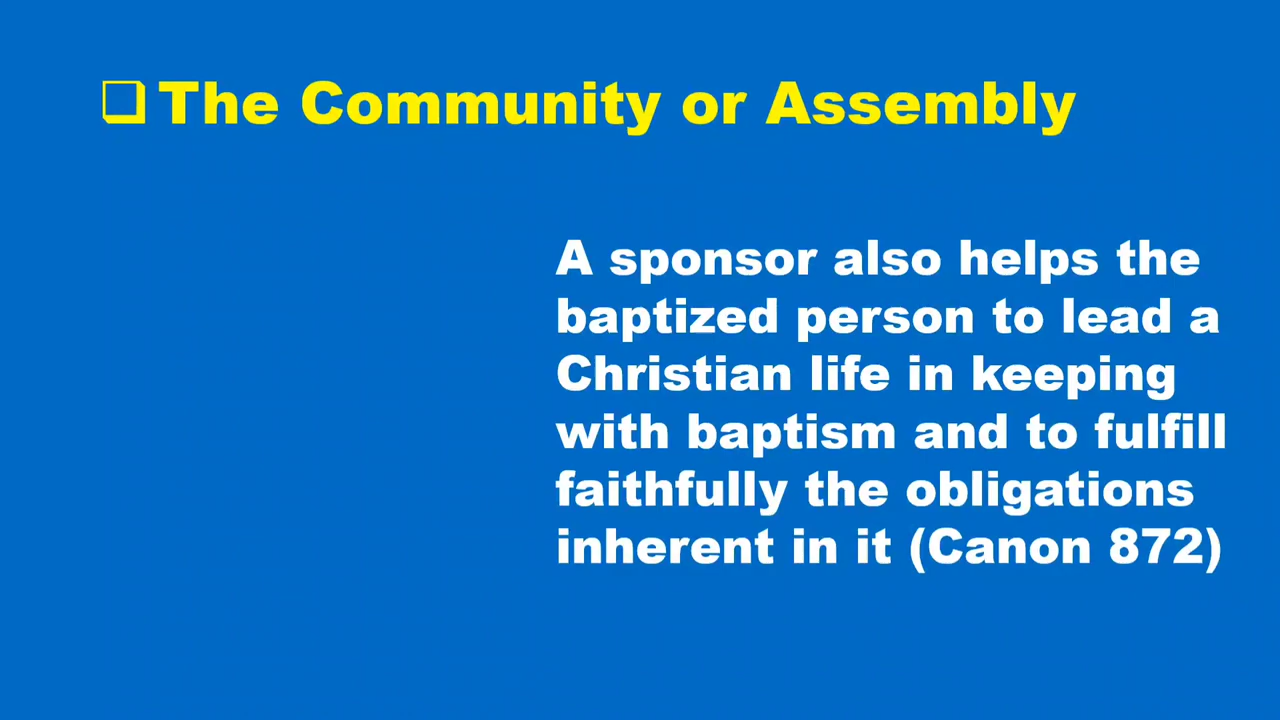 ❑ The Community or Assembly
A sponsor also helps the
baptized person to lead a
Christian life in keeping
with baptism and to fulfill
faithfully the obligations
inherent in it (Canon 872)